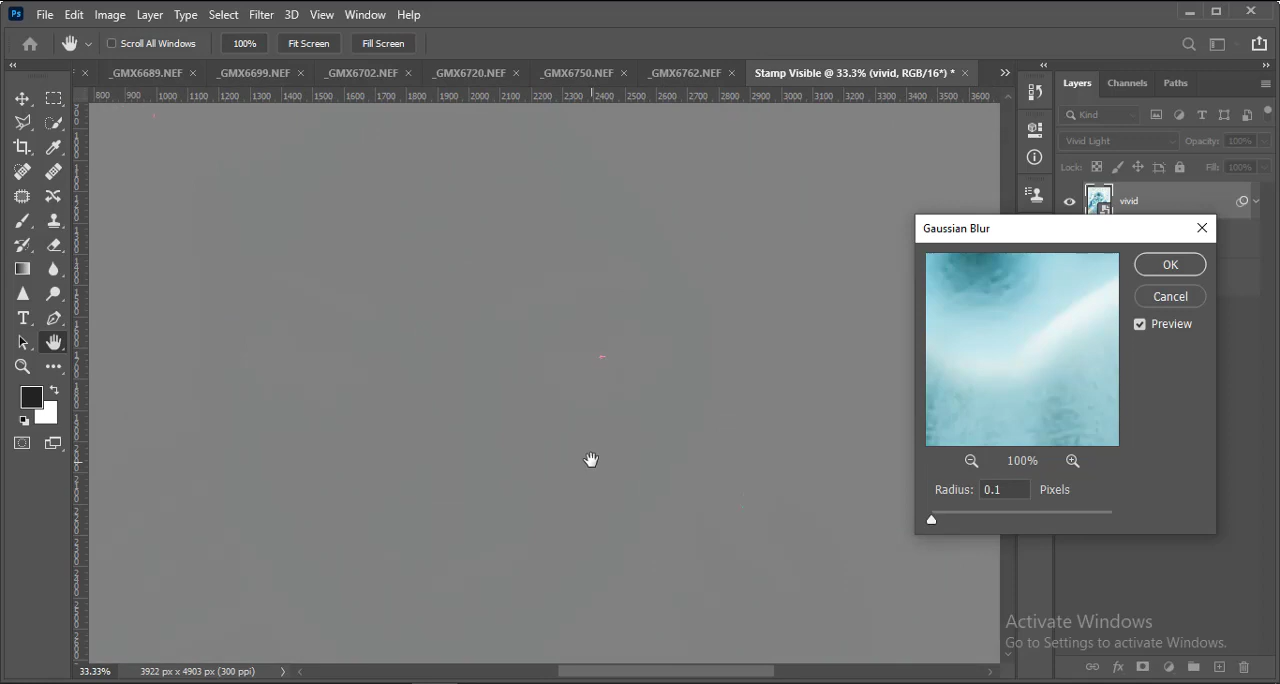 Ps File Edit Image Layer Type Select Filter 3D View Window Help
Scroll All Windows 100% Fit Screen Fill Screen
_GMX6689.NEF × _GMX6699.NEF × _GMX6702.NEF × _GMX6720.NEF × _GMX6750.NEF × _GMX6762.NEF × Stamp Visible @ 33.3% (vivid, RGB/16*) * ×
800 900 1000 1100 1200 1300 1400 1500 1600 1700 1800 1900 2000 2100 2200 2300 2400 2500 2600 2700 2800 2900 3000 3100 3200 3300 3400 3500 3600
Layers Channels Paths
Kind
Vivid Light Opacity: 100%
Lock: Fill: 100%
vivid
Gaussian Blur
OK
Cancel
Preview
100%
Radius: 0.1 Pixels
Activate Windows
Go to Settings to activate Windows.
33.33% 3922 px x 4903 px (300 ppi)
fx